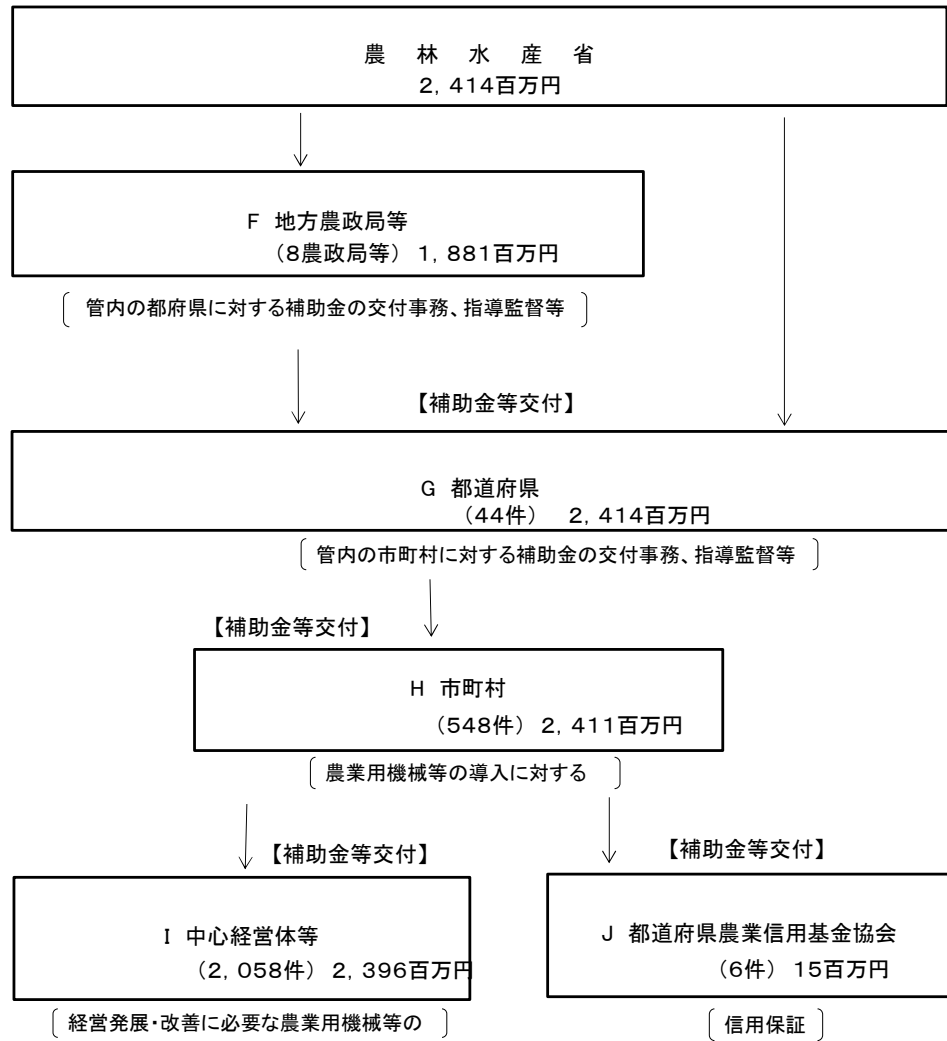 農 林 水 産 省
2，414百万円
F 地方農政局等
（8農政局等） 1，881百万円
管内の都府県に対する補助金の交付事務、指導監督等
【補助金等交付】
G 都道府県
（44件） 2，414百万円
管内の市町村に対する補助金の交付事務、指導監督等
【補助金等交付】
H 市町村
（548件） 2，411百万円
農業用機械等の導入に対する
【補助金等交付】
【補助金等交付】
I 中心経営体等
（2，058件） 2，396百万円
経営発展・改善に必要な農業用機械等の
J 都道府県農業信用基金協会
（6件） 15百万円
信用保証